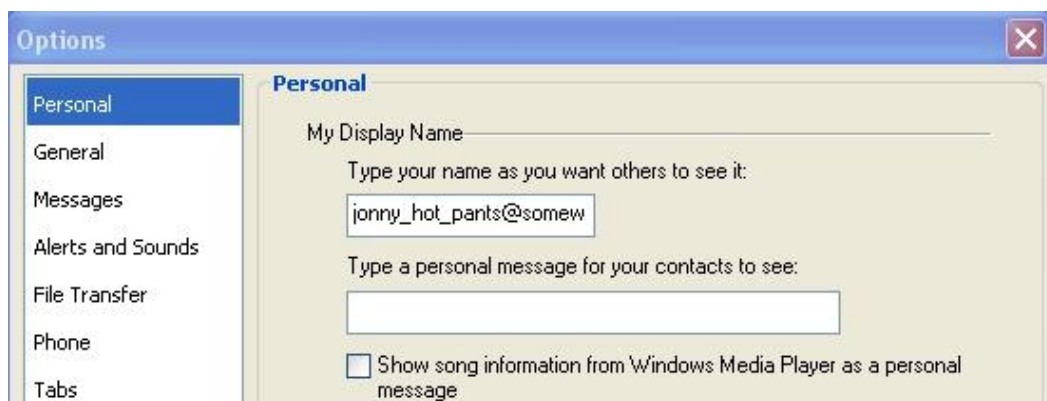 Options
Personal
General
Messages
Alerts and Sounds
File Transfer
Phone
Tabs
Personal
My Display Name
Type your name as you want others to see it:
jonny_hot_pants@somew
Type a personal message for your contacts to see:
Show song information from Windows Media Player as a personal
message